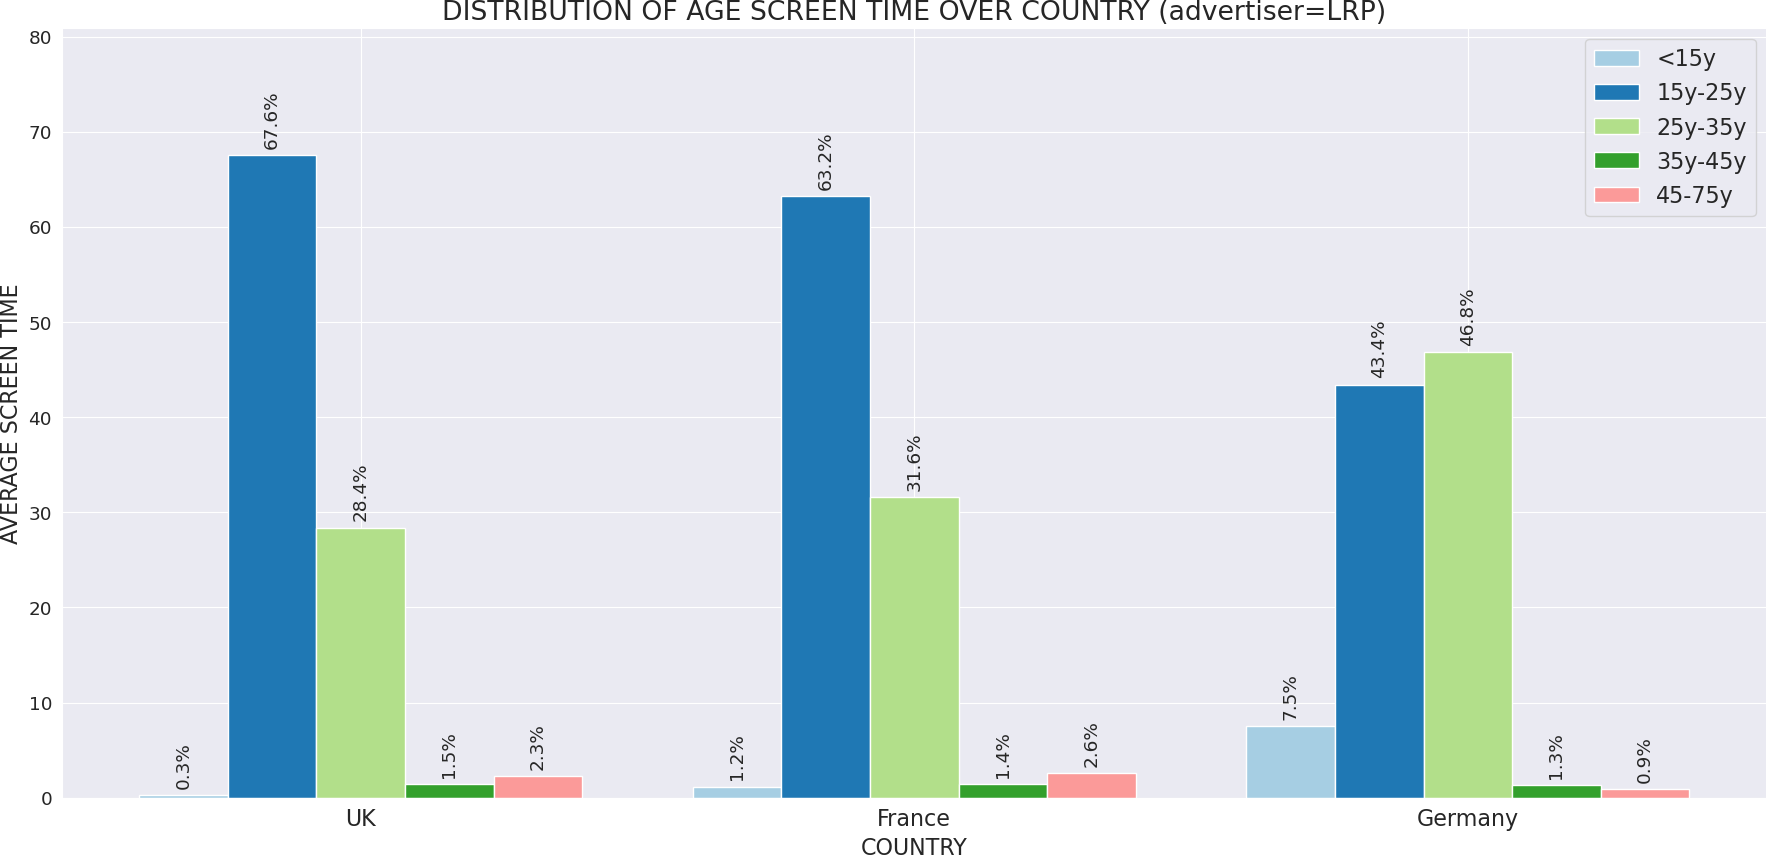 DISTRIBUTION OF AGE SCREEN TIME OVER COUNTRY (advertiser=LRP)
AVERAGE SCREEN TIME
80
70
60
50
40
30
20
10
0
<15y
15y-25y
25y-35y
35y-45y
45-75y
0.3%
67.6%
28.4%
1.5%
2.3%
1.2%
63.2%
31.6%
1.4%
2.6%
7.5%
43.4%
46.8%
1.3%
0.9%
UK
France
Germany
COUNTRY